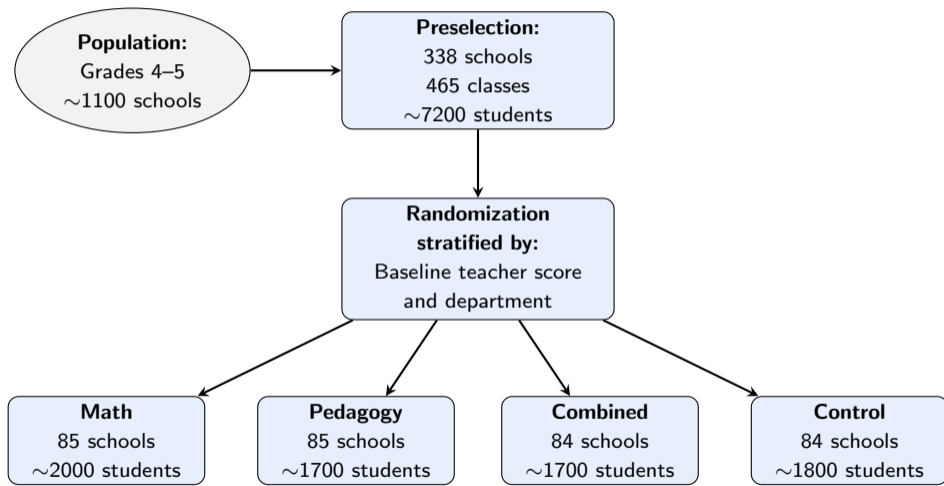 Population:
Grades 4–5
~1100 schools
Preselection:
338 schools
465 classes
~7200 students
Randomization
stratified by:
Baseline teacher score
and department
Math
85 schools
~2000 students
Pedagogy
85 schools
~1700 students
Combined
84 schools
~1700 students
Control
84 schools
~1800 students